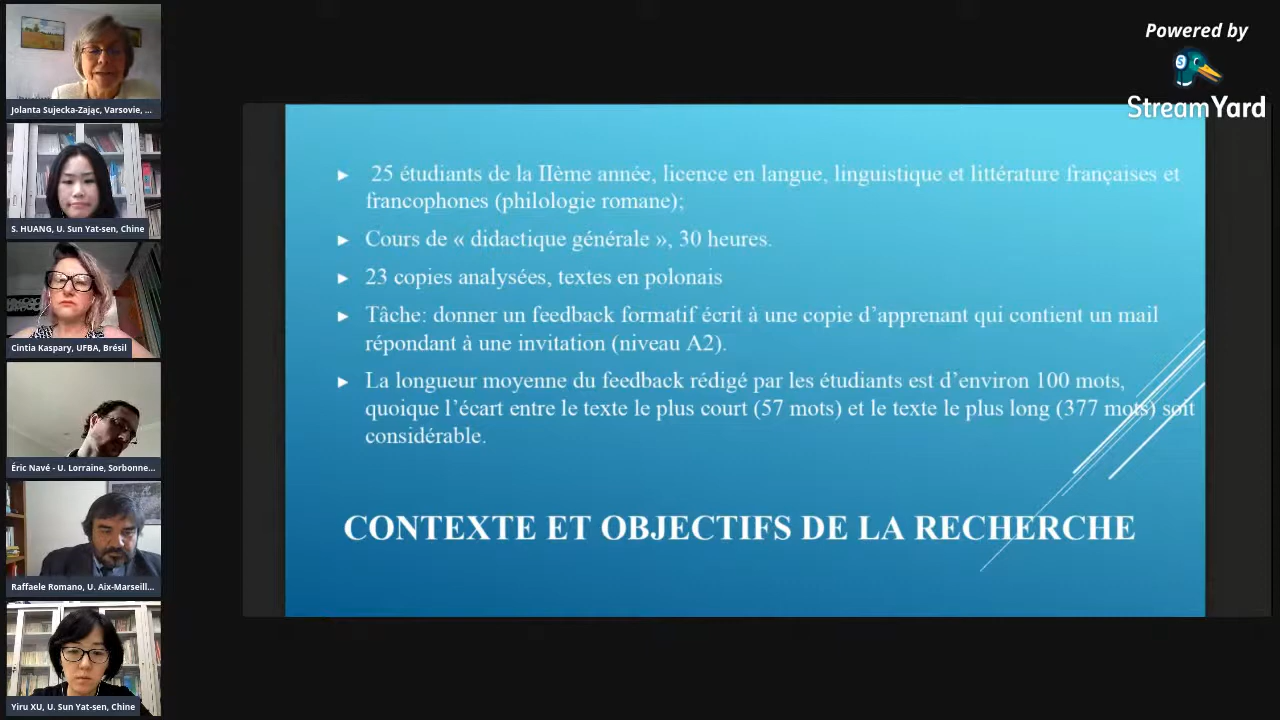 Powered by
StreamYard
Jolanta Sujecka-Zając, Varsovie, ...
S. HUANG, U. Sun Yat-sen, Chine
Cintia Kaspary, UFBA, Brésil
Éric Navé - U. Lorraine, Sorbonne...
Raffaele Romano, U. Aix-Marseill...
Yiru XU, U. Sun Yat-sen, Chine
► 25 étudiants de la IIème année, licence en langue, linguistique et littérature françaises et
francophones (philologie romane);
► Cours de « didactique générale », 30 heures.
► 23 copies analysées, textes en polonais
► Tâche: donner un feedback formatif écrit à une copie d’apprenant qui contient un mail
répondant à une invitation (niveau A2).
► La longueur moyenne du feedback rédigé par les étudiants est d’environ 100 mots,
quoique l’écart entre le texte le plus court (57 mots) et le texte le plus long (377 mots) soit
considérable.
CONTEXTE ET OBJECTIFS DE LA RECHERCHE